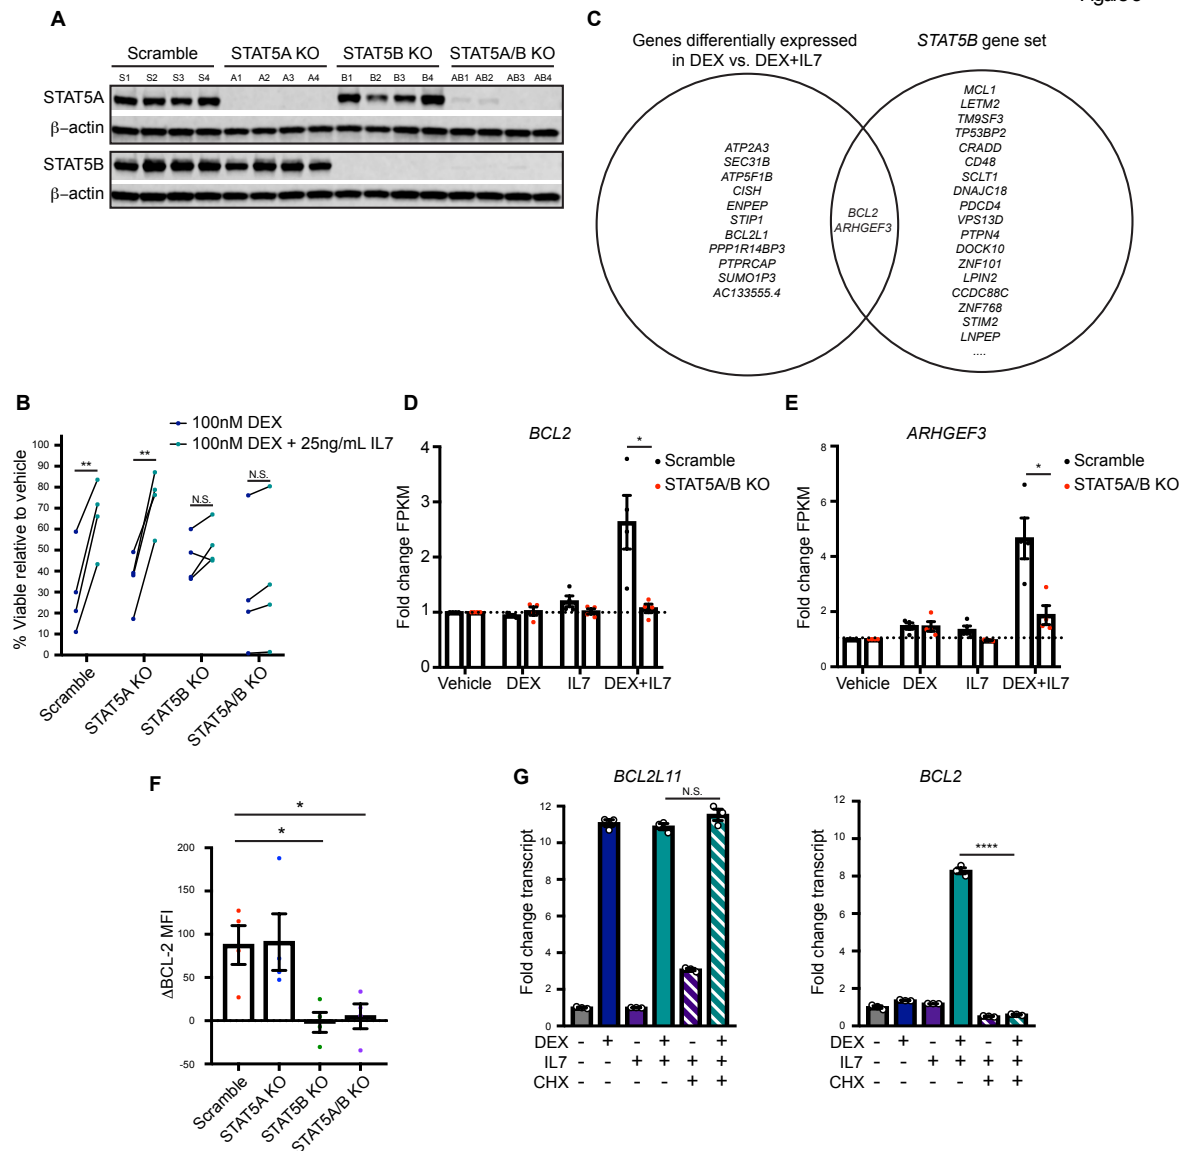 A
Scramble STAT5A KO STAT5B KO STAT5A/B KO
S1 S2 S3 S4 A1 A2 A3 A4 B1 B2 B3 B4 AB1 AB2 AB3 AB4
STAT5A
β−actin
STAT5B
β−actin
C
Genes differentially expressed
in DEX vs. DEX+IL7
STAT5B gene set
ATP2A3
SEC31B
ATP5F1B
CISH
ENPEP
STIP1
BCL2L1
PPP1R14BP3
PTPRCAP
SUMO1P3
AC133555.4
BCL2
ARHGEF3
MCL1
LETM2
TM9SF3
TP53BP2
CRADD
CD48
SCLT1
DNAJC18
PDCD4
VPS13D
PTPN4
DOCK10
ZNF101
LPIN2
CCDC88C
ZNF768
STIM2
LNPEP
....
B
100nM DEX
100nM DEX + 25ng/mL IL7
% Viable relative to vehicle
100
90
80
70
60
50
40
30
20
10
0
** ** N.S. N.S.
Scramble STAT5A KO STAT5B KO STAT5A/B KO
D
BCL2
Fold change FPKM
4
3
2
1
0
*
Scramble
STAT5A/B KO
Vehicle DEX IL7 DEX+IL7
E
ARHGEF3
Fold change FPKM
8
6
4
2
0
*
Scramble
STAT5A/B KO
Vehicle DEX IL7 DEX+IL7
F
ΔBCL-2 MFI
200
150
100
50
0
-50
*
*
Scramble STAT5A KO STAT5B KO STAT5A/B KO
G
BCL2L11
N.S.
Fold change transcript
12
10
8
6
4
2
0
DEX - + - + - +
IL7 - - + + + +
CHX - - - - + +
BCL2
****
Fold change transcript
12
10
8
6
4
2
0
DEX - + - + - +
IL7 - - + + + +
CHX - - - - + +